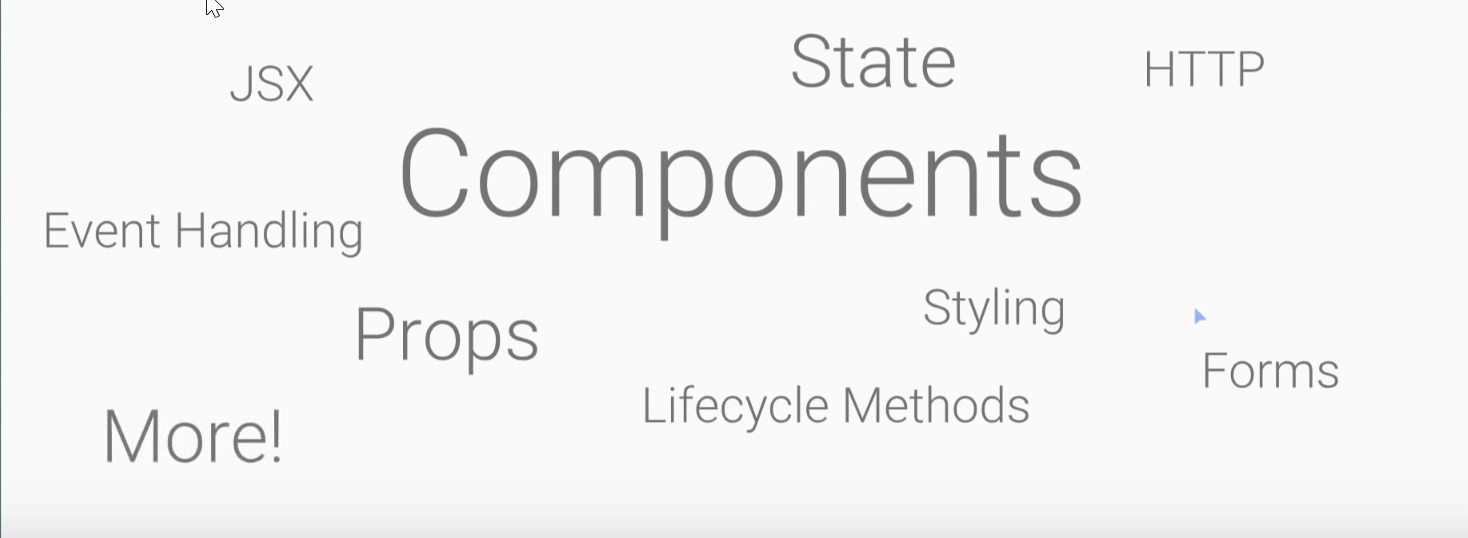 State
HTTP
JSX
Components
Event Handling
Styling
Props
Forms
Lifecycle Methods
More!